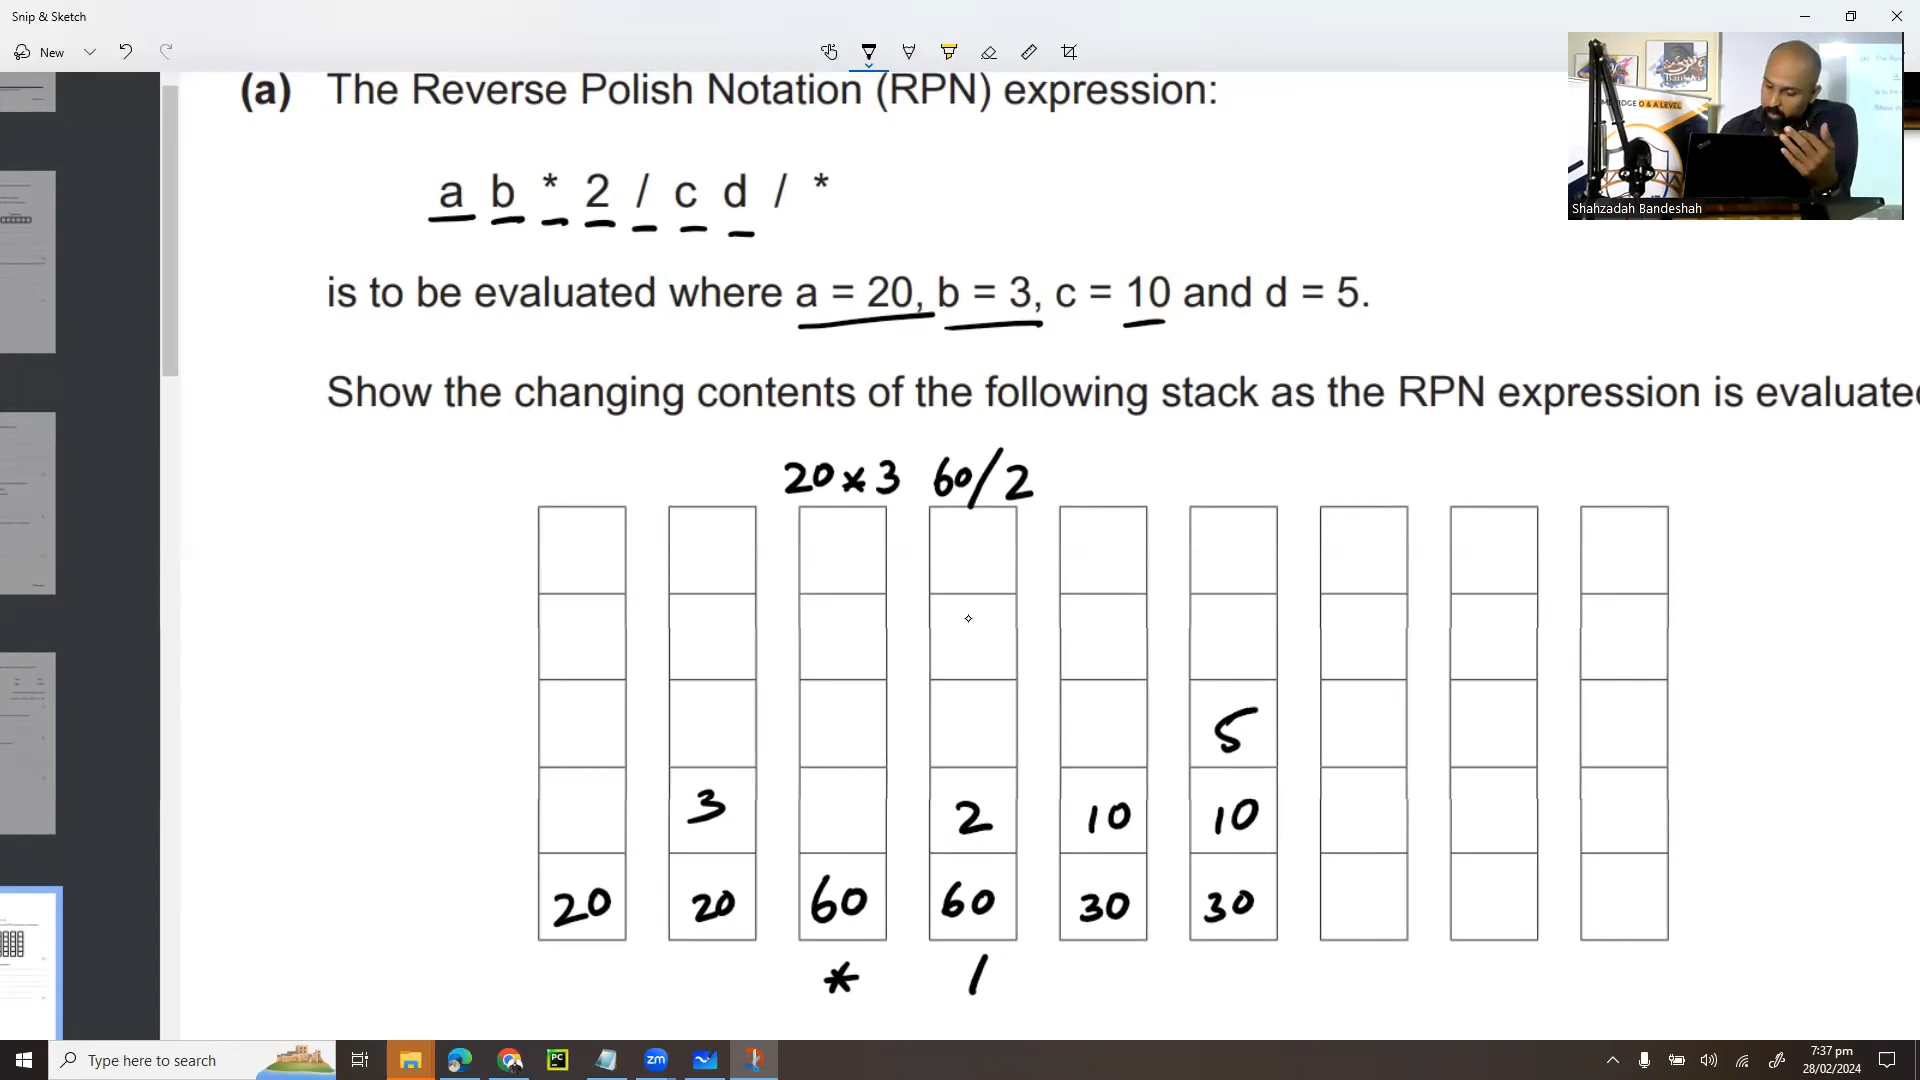 Snip & Sketch
New
(a) The Reverse Polish Notation (RPN) expression:
a b * 2 / c d / *
is to be evaluated where a = 20, b = 3, c = 10 and d = 5.
Show the changing contents of the following stack as the RPN expression is evaluated
20 * 3 60/2
5
3 2 10 10
20 20 60 60 30 30
* /
O & A LEVEL
Shahzadah Bandeshah
Type here to search
7:37 pm
28/02/2024